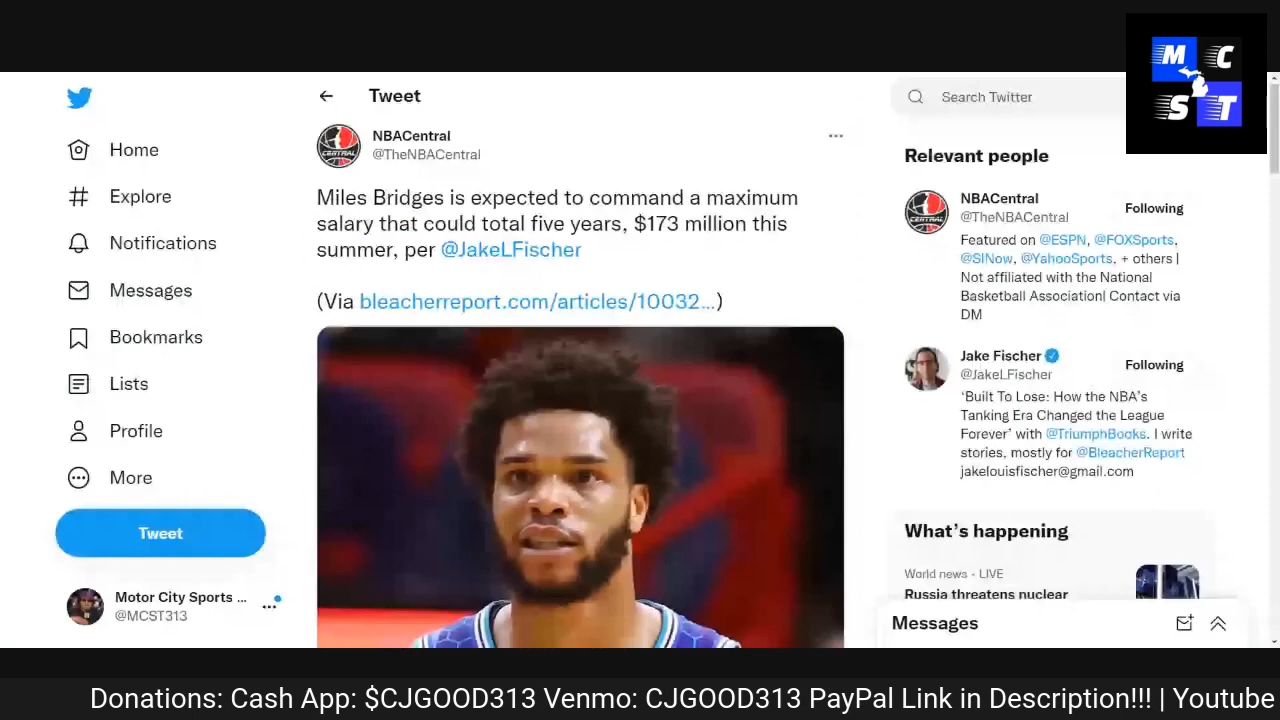 M C
S T
Tweet
Search Twitter
Home
Explore
Notifications
Messages
Bookmarks
Lists
Profile
More
Tweet
Motor City Sports ...
@MCST313
CENTRAL
NBACentral
@TheNBACentral
Miles Bridges is expected to command a maximum
salary that could total five years, $173 million this
summer, per @JakeLFischer
(Via bleacherreport.com/articles/10032…)
Relevant people
CENTRAL
NBACentral
@TheNBACentral
Following
Featured on @ESPN, @FOXSports,
@SINow, @YahooSports, + others |
Not affiliated with the National
Basketball Association| Contact via
DM
Jake Fischer
@JakeLFischer
Following
‘Built To Lose: How the NBA’s
Tanking Era Changed the League
Forever’ with @TriumphBooks. I write
stories, mostly for @BleacherReport
jakelouisfischer@gmail.com
What’s happening
World news · LIVE
Russia threatens nuclear
Messages
Donations: Cash App: $CJGOOD313 Venmo: CJGOOD313 PayPal Link in Description!!! | Youtube